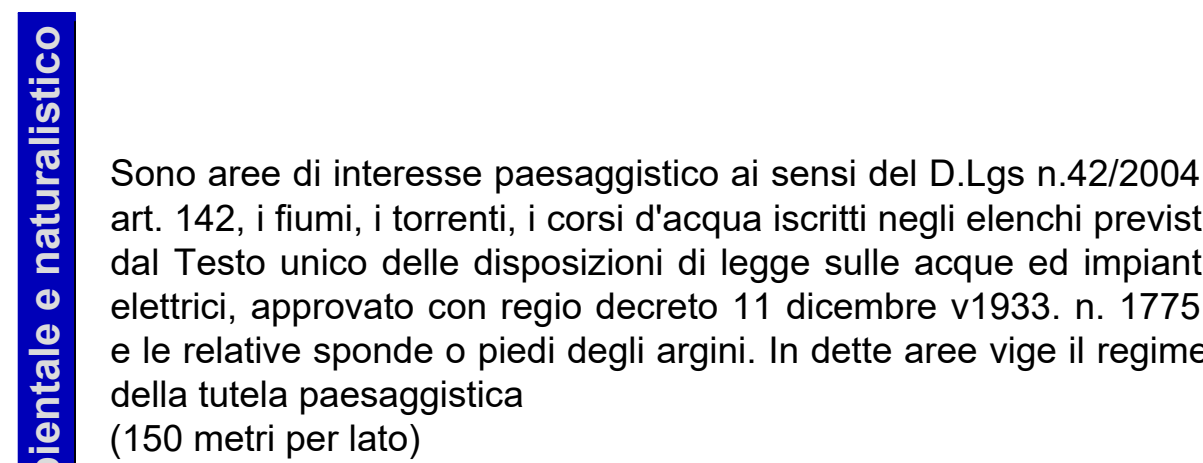 bientale e naturalistico
Sono aree di interesse paesaggistico ai sensi del D.Lgs n.42/2004
art. 142, i fiumi, i torrenti, i corsi d'acqua iscritti negli elenchi previst
dal Testo unico delle disposizioni di legge sulle acque ed impiant
elettrici, approvato con regio decreto 11 dicembre v1933. n. 1775
e le relative sponde o piedi degli argini. In dette aree vige il regime
della tutela paesaggistica
(150 metri per lato)